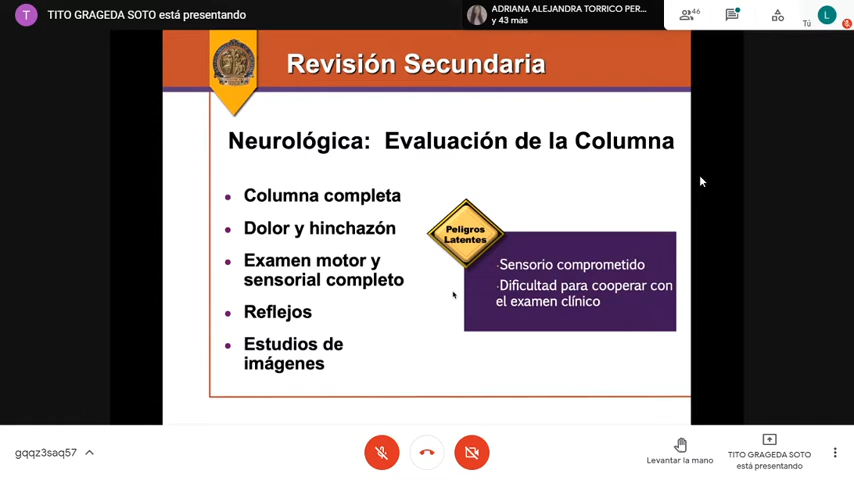 T
TITO GRAGEDA SOTO está presentando
ADRIANA ALEJANDRA TORRICO PER...
y 43 más
46
Tú
L
Revisión Secundaria
Neurológica: Evaluación de la Columna
• Columna completa
• Dolor y hinchazón
• Examen motor y
sensorial completo
• Reflejos
• Estudios de
imágenes
Peligros
Latentes
·Sensorio comprometido
·Dificultad para cooperar con
el examen clínico
gqqz3saq57
Levantar la mano
TITO GRAGEDA SOTO
está presentando